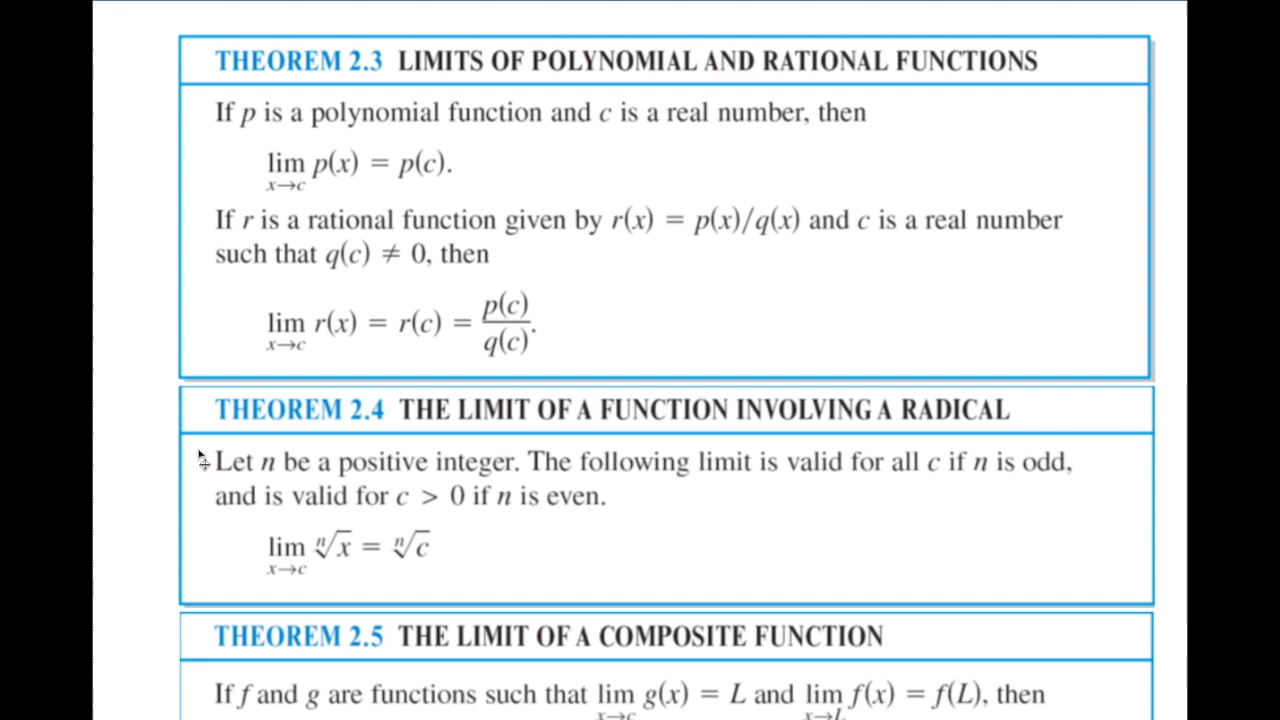 THEOREM 2.3 LIMITS OF POLYNOMIAL AND RATIONAL FUNCTIONS
If p is a polynomial function and c is a real number, then
lim p(x) = p(c).
x→c
If r is a rational function given by r(x) = p(x)/q(x) and c is a real number
such that q(c) ≠ 0, then
lim r(x) = r(c) = p(c)/q(c).
x→c
THEOREM 2.4 THE LIMIT OF A FUNCTION INVOLVING A RADICAL
Let n be a positive integer. The following limit is valid for all c if n is odd,
and is valid for c > 0 if n is even.
lim ⁿ√x = ⁿ√c
x→c
THEOREM 2.5 THE LIMIT OF A COMPOSITE FUNCTION
If f and g are functions such that lim g(x) = L and lim f(x) = f(L), then
x→c x→L